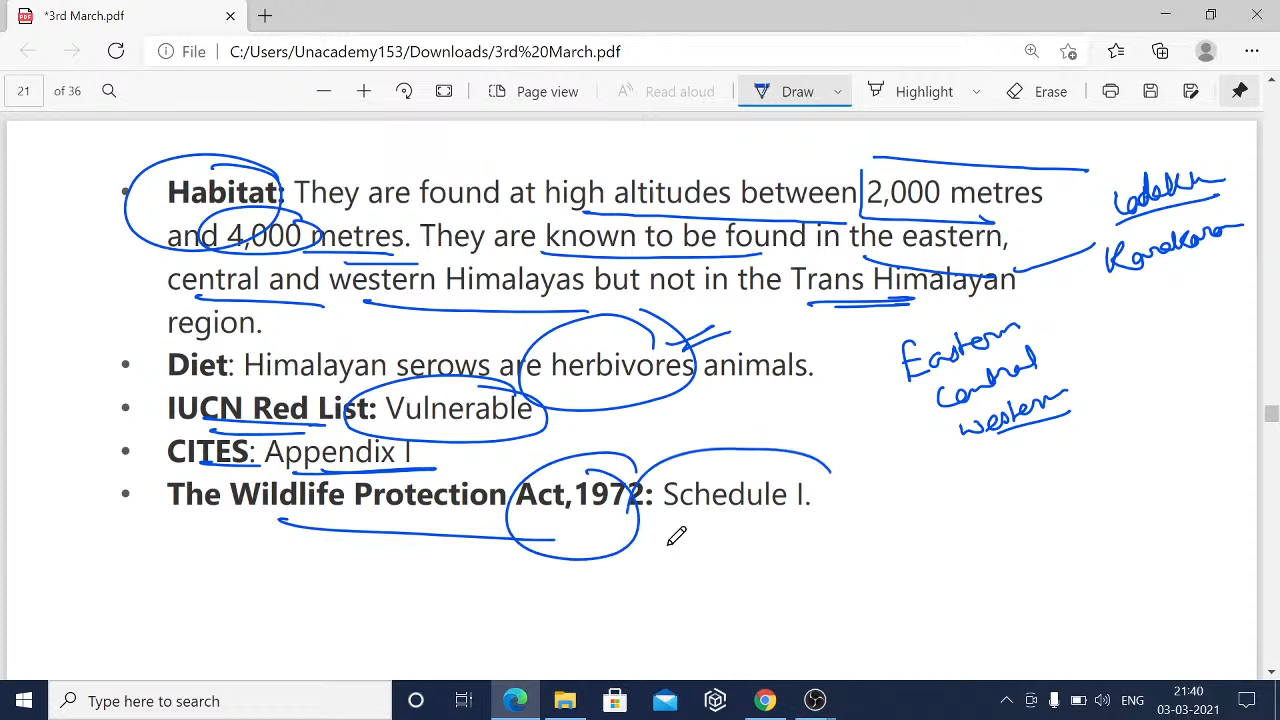 *3rd March.pdf
File C:/Users/Unacademy153/Downloads/3rd%20March.pdf
21 of 36 Page view Read aloud Draw Highlight Erase
• Habitat: They are found at high altitudes between 2,000 metres
and 4,000 metres. They are known to be found in the eastern,
central and western Himalayas but not in the Trans Himalayan
region.
• Diet: Himalayan serows are herbivores animals.
• IUCN Red List: Vulnerable
• CITES: Appendix I
• The Wildlife Protection Act,1972: Schedule I.
Karakoram
Eastern
Central
western
Type here to search
ENG
21:40
03-03-2021